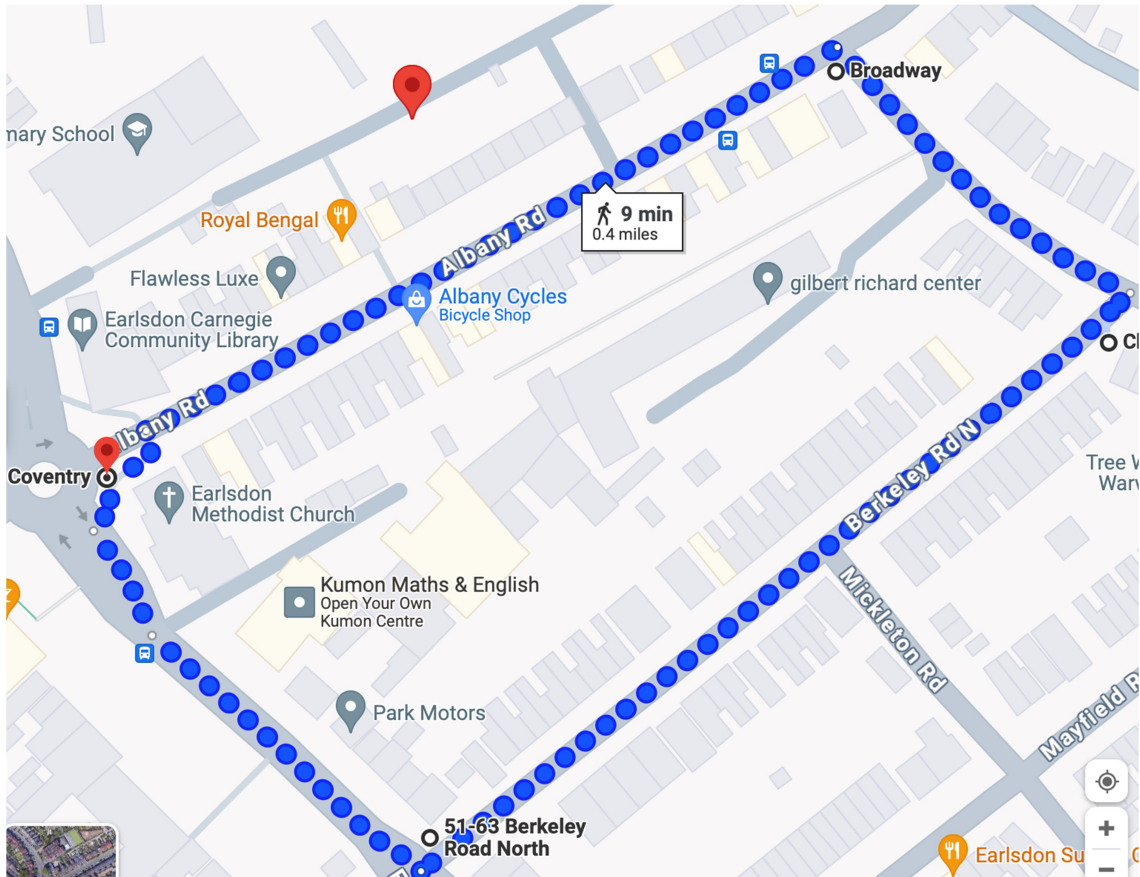 Broadway
mary School
9 min
0.4 miles
Royal Bengal
Albany Rd
Flawless Luxe
gilbert richard center
Albany Cycles
Bicycle Shop
Earlsdon Carnegie
Community Library
Cl
lbany Rd
Berkeley Rd N
Tree W
Warv
Coventry
Earlsdon
Methodist Church
Kumon Maths & English
Open Your Own
Kumon Centre
Mickleton Rd
Mayfield R
Park Motors
51-63 Berkeley
Road North
Earlsdon Su